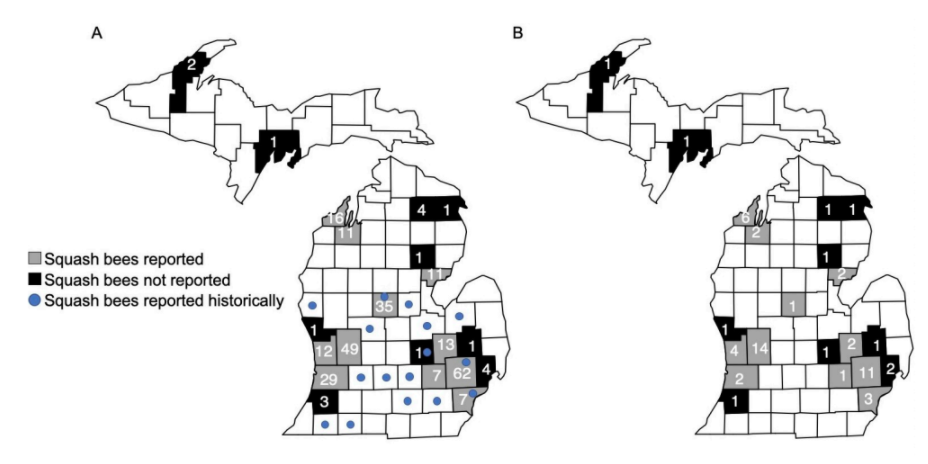 A
B
2
1
1
1
16
4 1
6
1 1
11
2
1
1
11
2
Squash bees reported
Squash bees not reported
Squash bees reported historically
35
1
1
1
12 49 1 13 1
4 14 1 2 1
29 7 62 4
2 1 11 2
3 7
1 3